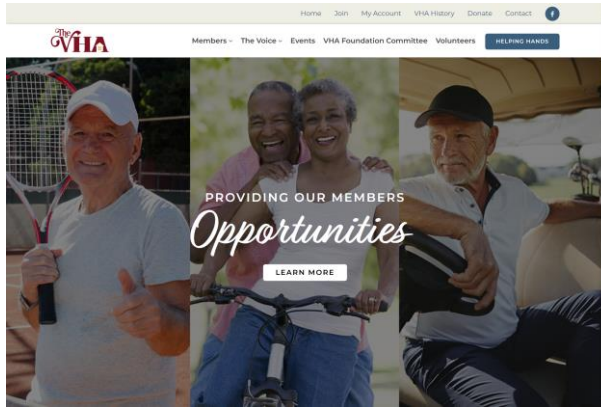 Home Join My Account VHA History Donate Contact f
The VHA
Members The Voice Events VHA Foundation Committee Volunteers HELPING HANDS
PROVIDING OUR MEMBERS
Opportunities
LEARN MORE